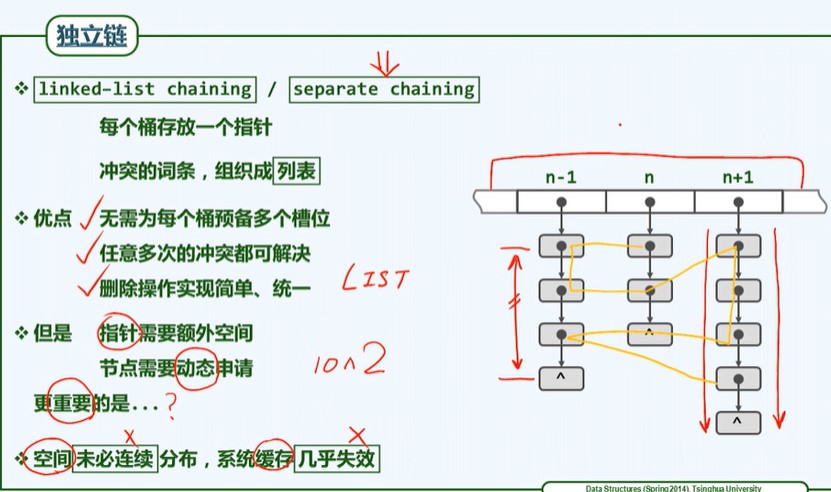 独立链
linked-list chaining / separate chaining
每个桶存放一个指针
冲突的词条，组织成列表
优点 无需为每个桶预备多个槽位
任意多次的冲突都可解决
删除操作实现简单、统一
LIST
但是 指针需要额外空间
节点需要动态申请
10^2
更重要的是...?
空间未必连续分布，系统缓存几乎失效
n-1 n n+1
^
^
^
Data Structures (Spring 2014), Tsinghua University